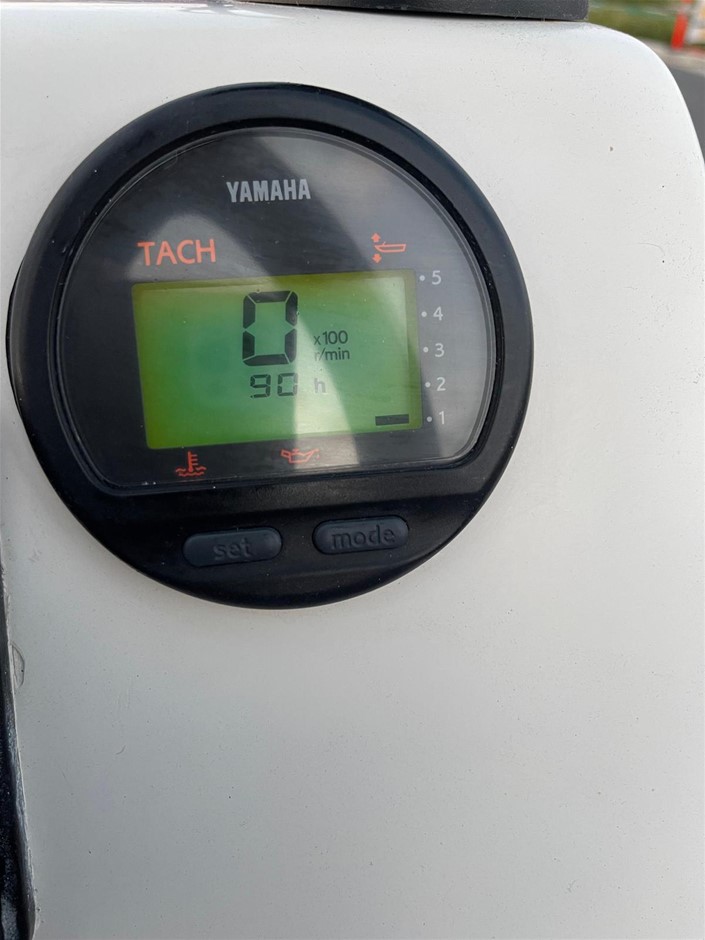 YAMAHA
TACH
0 x100
r/min
90 h
5
4
3
2
1
set
mode